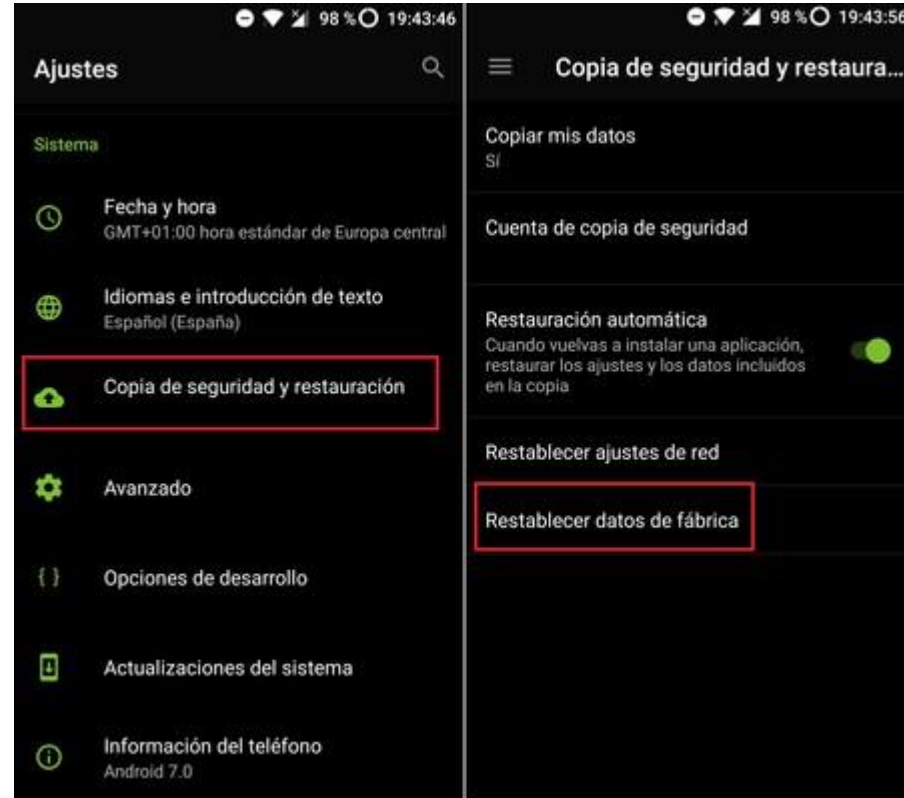 98 % 19:43:46
Ajustes
Sistema
Fecha y hora
GMT+01:00 hora estándar de Europa central
Idiomas e introducción de texto
Español (España)
Copia de seguridad y restauración
Avanzado
{ } Opciones de desarrollo
Actualizaciones del sistema
Información del teléfono
Android 7.0
98 % 19:43:56
Copia de seguridad y restaura...
Copiar mis datos
Sí
Cuenta de copia de seguridad
Restauración automática
Cuando vuelvas a instalar una aplicación,
restaurar los ajustes y los datos incluidos
en la copia
Restablecer ajustes de red
Restablecer datos de fábrica